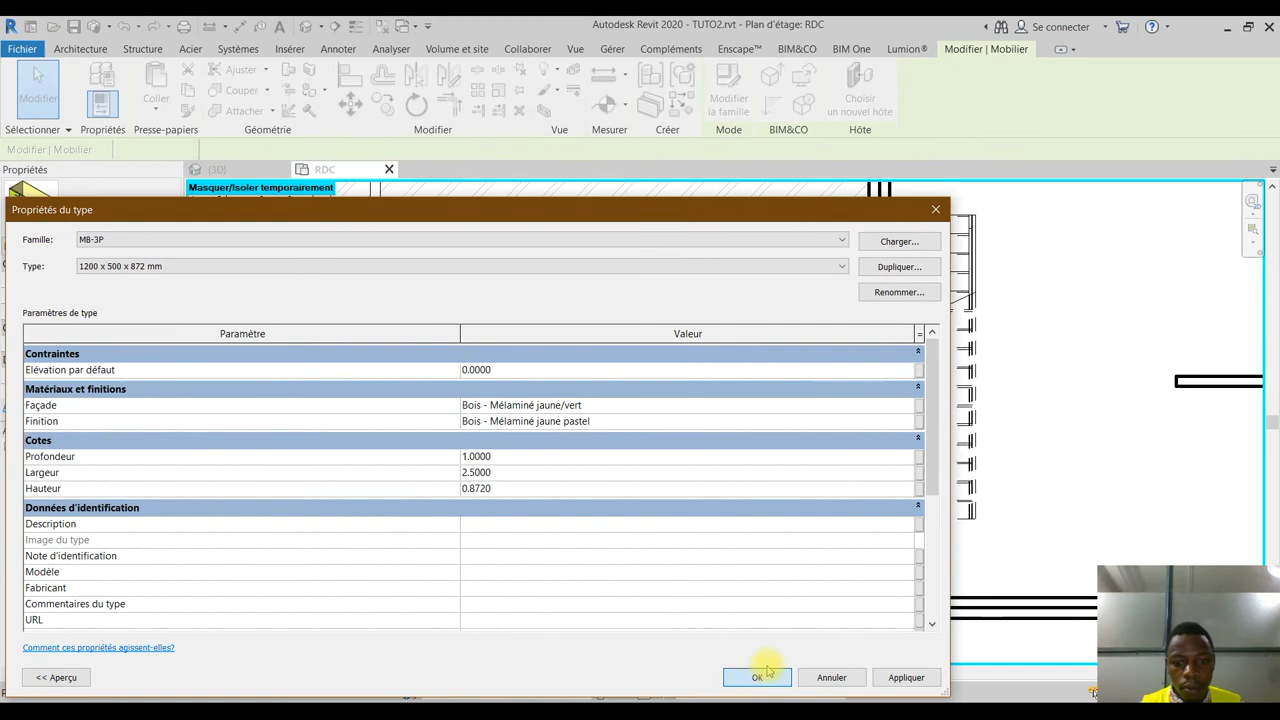 Autodesk Revit 2020 - TUTO2.rvt - Plan d'étage: RDC
Se connecter
Fichier Architecture Structure Acier Systèmes Insérer Annoter Analyser Volume et site Collaborer Vue Gérer Compléments Enscape™ BIM&CO BIM One Lumion® Modifier | Mobilier
Modifier
Coller
Ajuster
Couper
Attacher
Modifier
la famille
Choisir
un nouvel hôte
Sélectionner Propriétés Presse-papiers Géométrie Modifier Vue Mesurer Créer Mode BIM&CO Hôte
Modifier | Mobilier
Propriétés
(3D)
RDC
Masquer/Isoler temporairement
Propriétés du type
Famille: MB-3P Charger...
Type: 1200 x 500 x 872 mm Dupliquer...
Renommer...
Paramètres de type
Paramètre Valeur =
Contraintes
Elévation par défaut 0.0000
Matériaux et finitions
Façade Bois - Mélaminé jaune/vert
Finition Bois - Mélaminé jaune pastel
Cotes
Profondeur 1.0000
Largeur 2.5000
Hauteur 0.8720
Données d'identification
Description
Image du type
Note d'identification
Modèle
Fabricant
Commentaires du type
URL
Comment ces propriétés agissent-elles?
<< Aperçu OK Annuler Appliquer